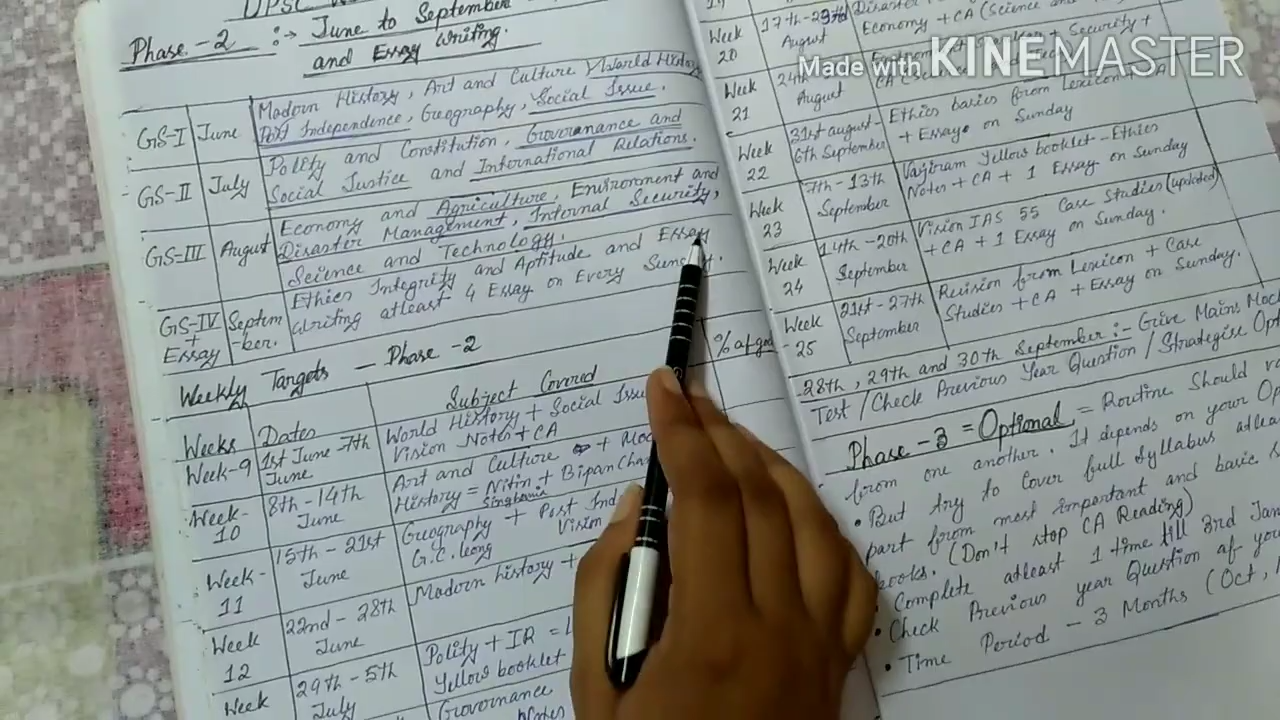 UPSC
Phase - 2 :→ June to September
and Essay Writing.
GS-I June Modern History, Art and Culture, World History
Post Independence, Geography, Social Issue.
GS-II July Polity and Constitution, Governance and
Social Justice and International Relations.
GS-III August Economy and Agriculture, Environment and
Disaster Management, Internal Security,
Science and Technology.
GS-IV + Essay September. Ethics Integrity and Aptitude and Essay
Writing atleast 4 Essay on Every Sunday.
Weekly Targets - Phase - 2
Weeks Dates Subject Covered % of
Week-9 1st June - 7th June World History + Social Issue
Vision Notes + CA
Week-10 8th - 14th June Art and Culture + Mod
History = Nitin Singhania + Bipan Chan
Week-11 15th - 21st June Geography + Post Ind
G.C. Leong Vision
Week 12 22nd - 28th June Modern history +
Week 29th - 5th July Polity + IR =
Yellow booklet
Governance
Notes
19
Week 20 17th - 23rd August Disaster
Economy + CA (Science and
Week 21 24th August + Security +
CA
Week 22 31st august - 6th September Ethics basics from Lexicon +
+ Essay on Sunday
Week 23 7th - 13th September Vajiram Yellow booklet - Ethics
Notes + CA + 1 Essay on Sunday
Week 24 14th - 20th September Vision IAS 55 Case Studies (updated)
+ CA + 1 Essay on Sunday.
Week 25 21st - 27th September Revision from Lexicon + Case
Studies + CA + Essay on Sunday.
28th, 29th and 30th September :- Give Mains Mock
Test / Check Previous Year Question / Strategise Opt
Phase - 3 = Optional = Routine Should
from one another. It depends on your Op
• But try to cover full syllabus atlea
part from most important and basic
books. (Don't stop CA Reading)
• Complete atleast 1 time till 3rd Jan
• Check Previous year Question of you
• Time Period - 3 Months (Oct,
Made with KINEMASTER